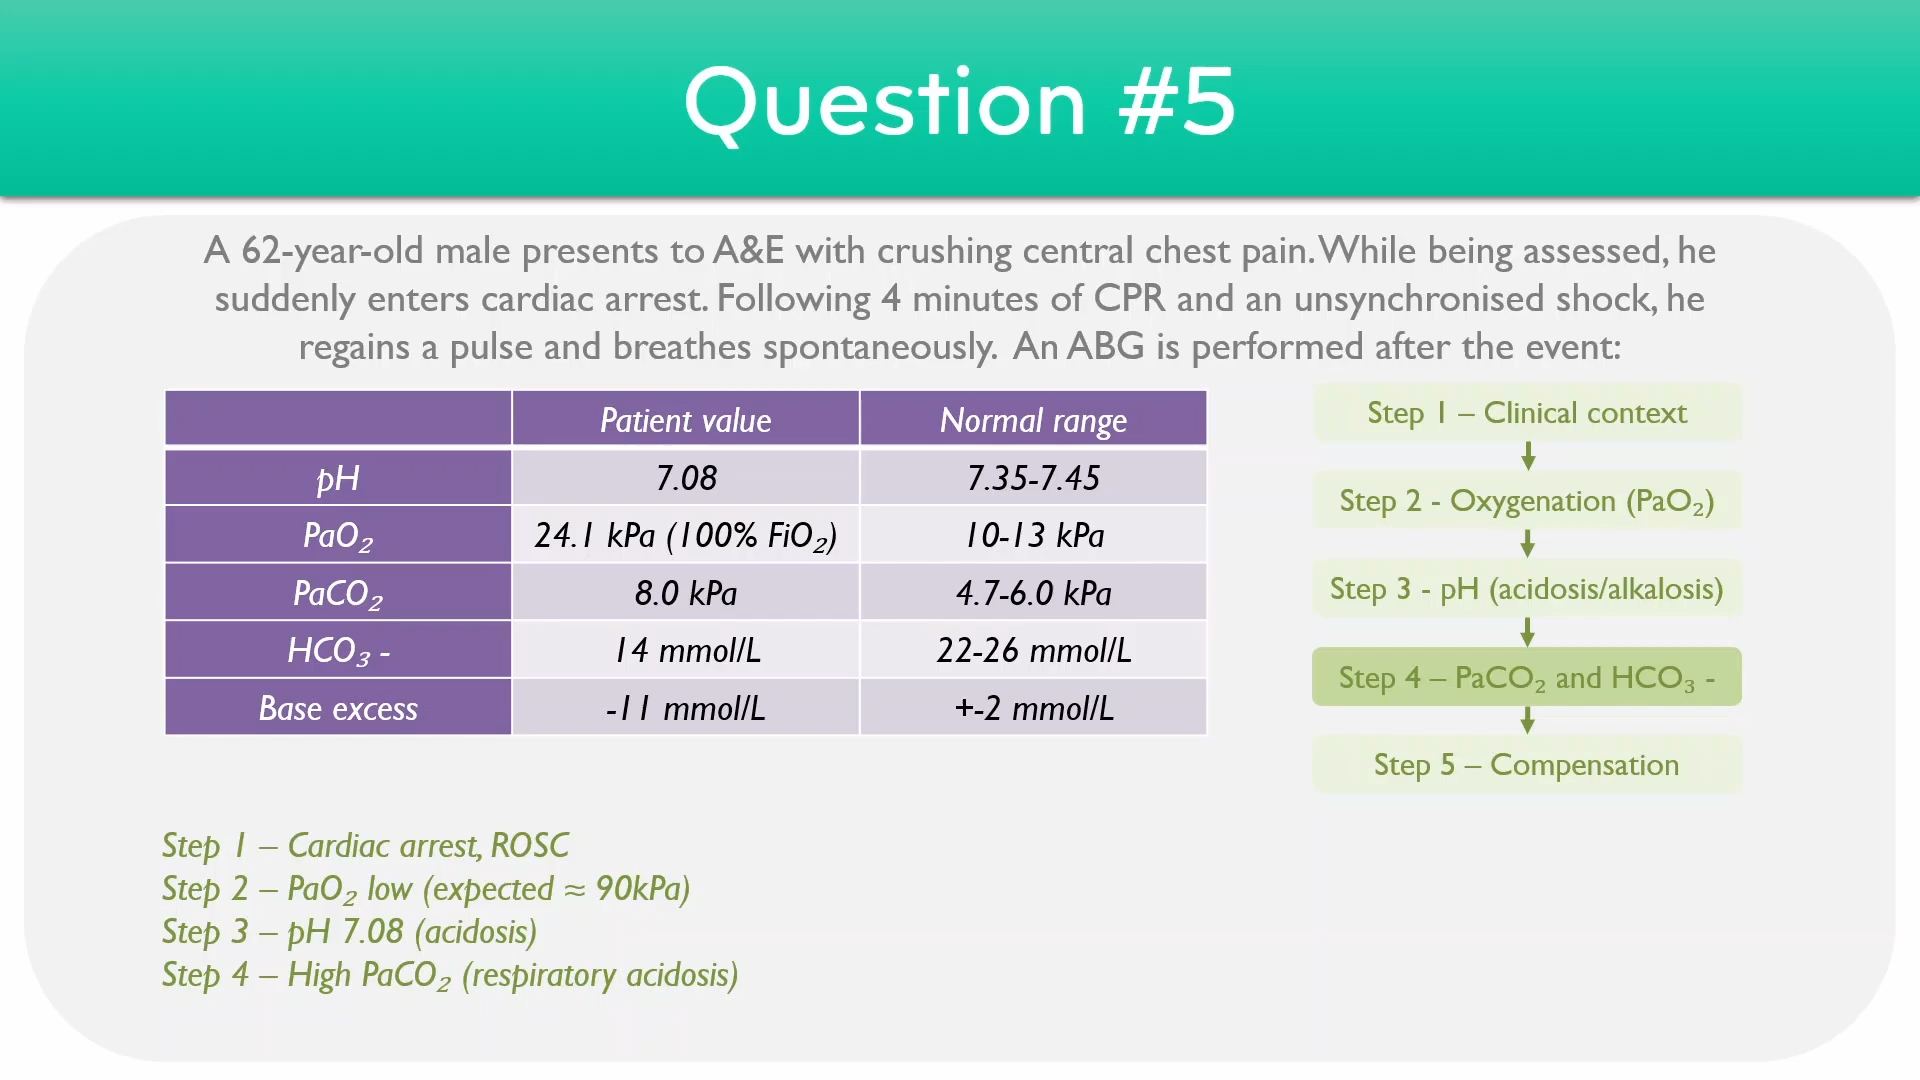 Question #5
A 62-year-old male presents to A&E with crushing central chest pain. While being assessed, he
suddenly enters cardiac arrest. Following 4 minutes of CPR and an unsynchronised shock, he
regains a pulse and breathes spontaneously. An ABG is performed after the event:
Patient value Normal range
pH 7.08 7.35-7.45
PaO₂ 24.1 kPa (100% FiO₂) 10-13 kPa
PaCO₂ 8.0 kPa 4.7-6.0 kPa
HCO₃ - 14 mmol/L 22-26 mmol/L
Base excess -11 mmol/L +-2 mmol/L
Step 1 – Clinical context
Step 2 - Oxygenation (PaO₂)
Step 3 - pH (acidosis/alkalosis)
Step 4 – PaCO₂ and HCO₃ -
Step 5 – Compensation
Step 1 – Cardiac arrest, ROSC
Step 2 – PaO₂ low (expected ≈ 90kPa)
Step 3 – pH 7.08 (acidosis)
Step 4 – High PaCO₂ (respiratory acidosis)